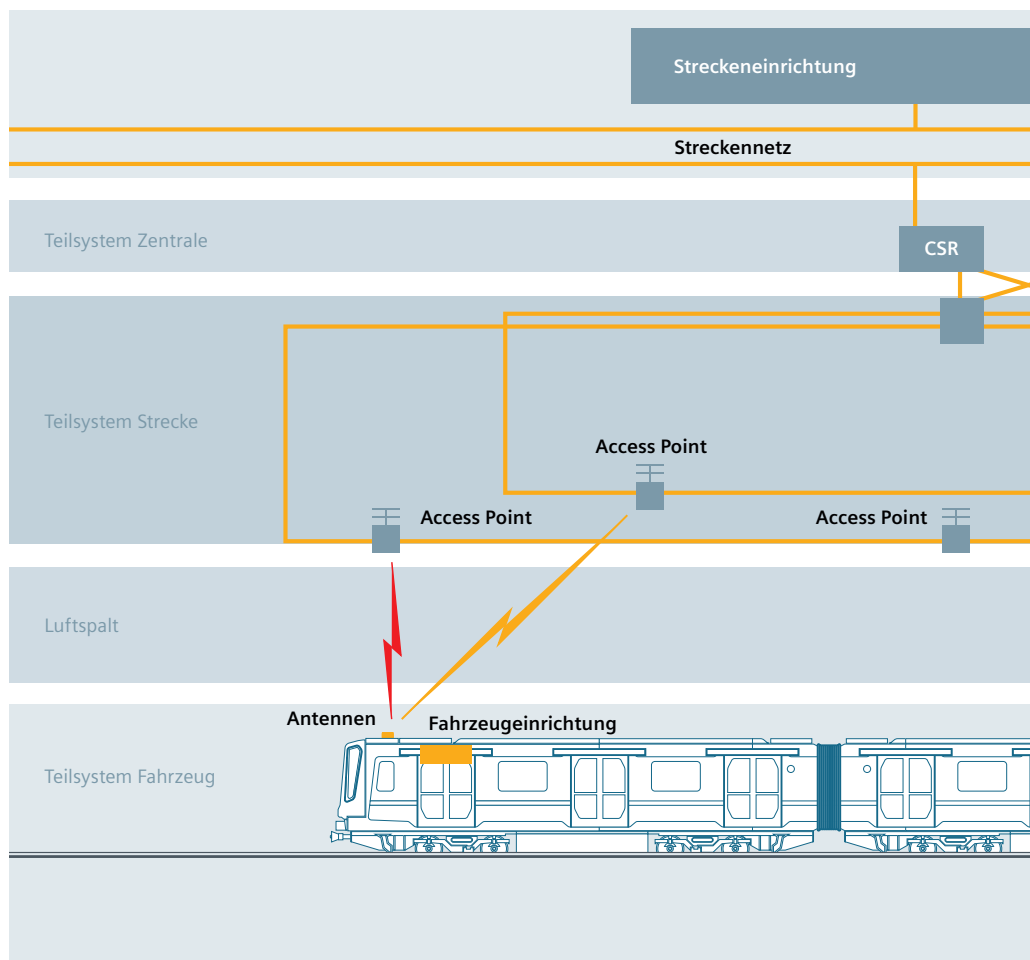 Streckeneinrichtung
Streckennetz
Teilsystem Zentrale
CSR
Teilsystem Strecke
Access Point
Access Point
Access Point
Luftspalt
Antennen
Fahrzeugeinrichtung
Teilsystem Fahrzeug